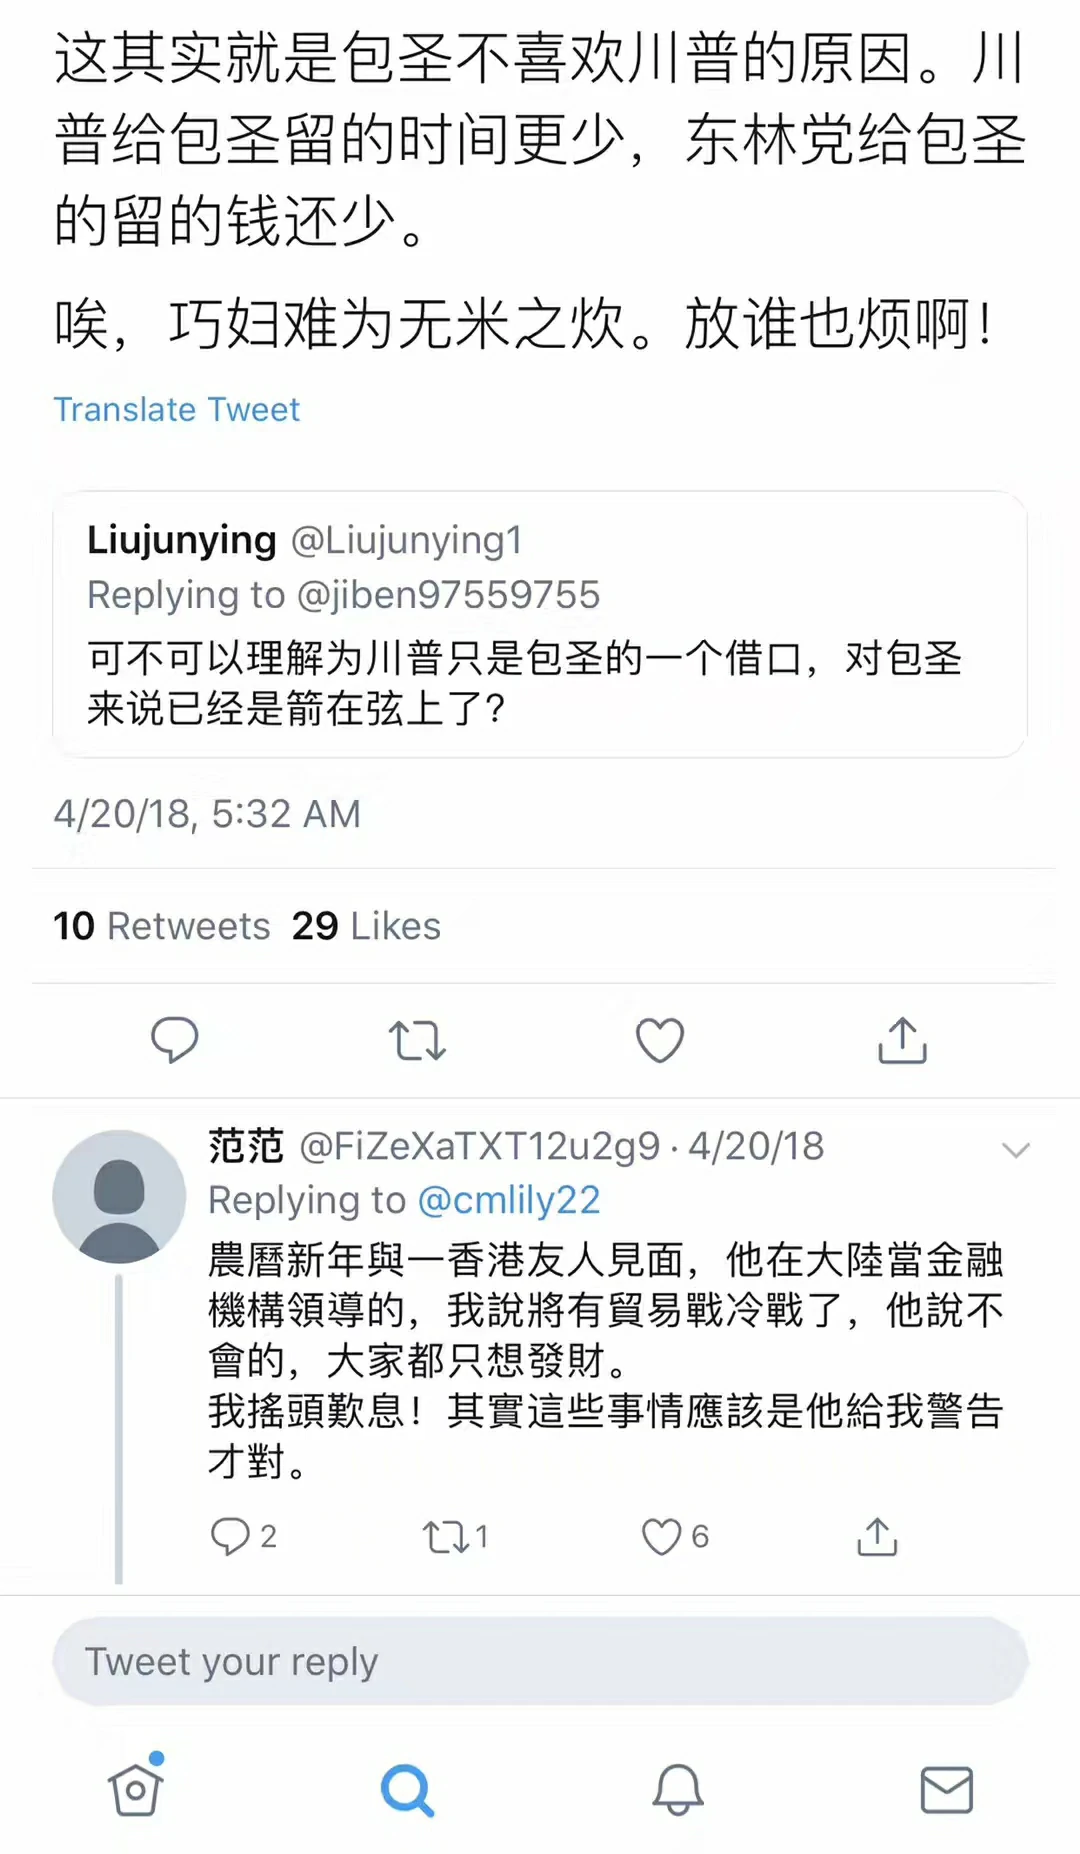 这其实就是包圣不喜欢川普的原因。川
普给包圣留的时间更少，东林党给包圣
的留的钱还少。
唉，巧妇难为无米之炊。放谁也烦啊！
Translate Tweet
Liujunying @Liujunying1
Replying to @jiben97559755
可不可以理解为川普只是包圣的一个借口，对包圣
来说已经是箭在弦上了？
4/20/18, 5:32 AM
10 Retweets 29 Likes
范范 @FiZeXaTXT12u2g9 · 4/20/18
Replying to @cmlily22
農曆新年與一香港友人見面，他在大陸當金融
機構領導的，我說將有貿易戰冷戰了，他說不
會的，大家都只想發財。
我搖頭歎息！其實這些事情應該是他給我警告
才對。
2 1 6
Tweet your reply